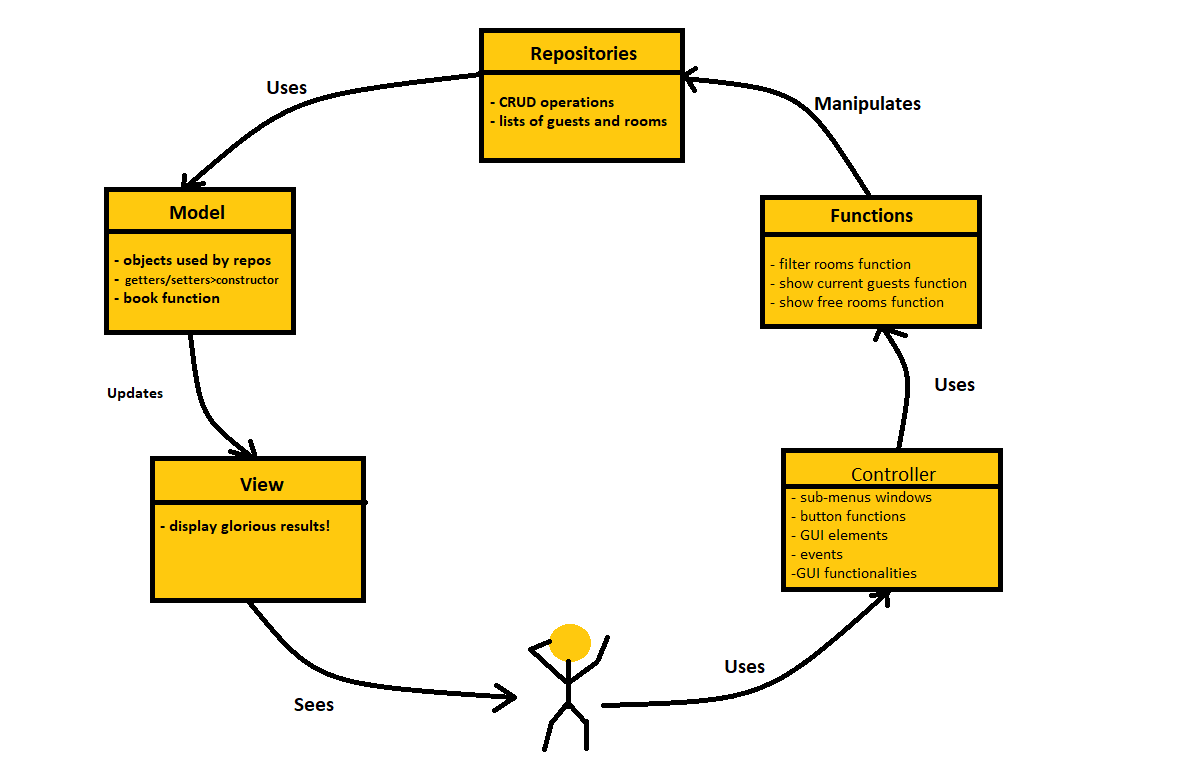 Repositories
- CRUD operations
- lists of guests and rooms
Uses
Manipulates
Model
- objects used by repos
- getters/setters>constructor
- book function
Functions
- filter rooms function
- show current guests function
- show free rooms function
Updates
Uses
View
- display glorious results!
Controller
- sub-menus windows
- button functions
- GUI elements
- events
-GUI functionalities
Sees
Uses